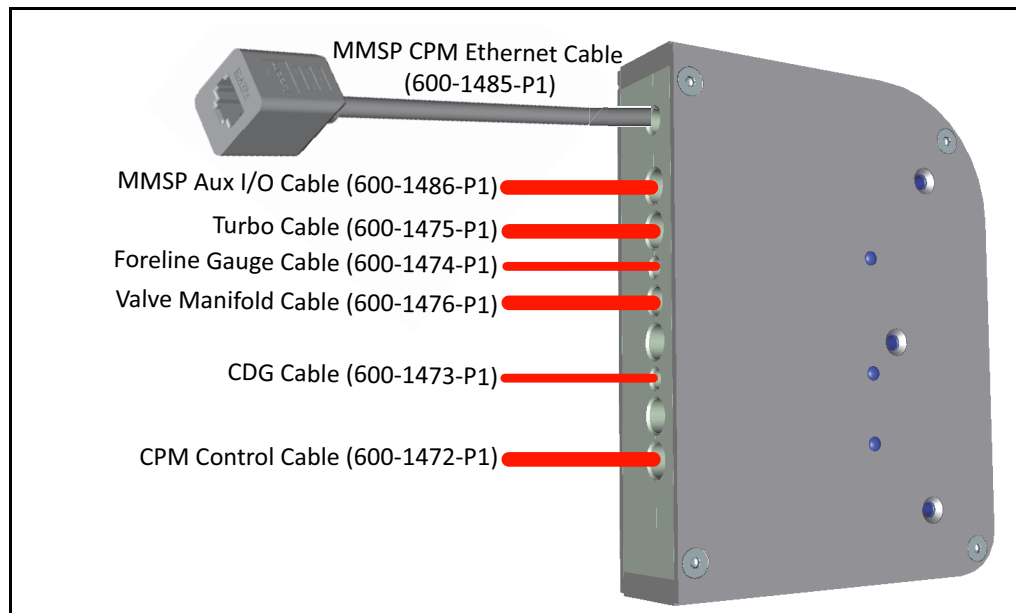 MMSP CPM Ethernet Cable
(600-1485-P1)
MMSP Aux I/O Cable (600-1486-P1)
Turbo Cable (600-1475-P1)
Foreline Gauge Cable (600-1474-P1)
Valve Manifold Cable (600-1476-P1)
CDG Cable (600-1473-P1)
CPM Control Cable (600-1472-P1)